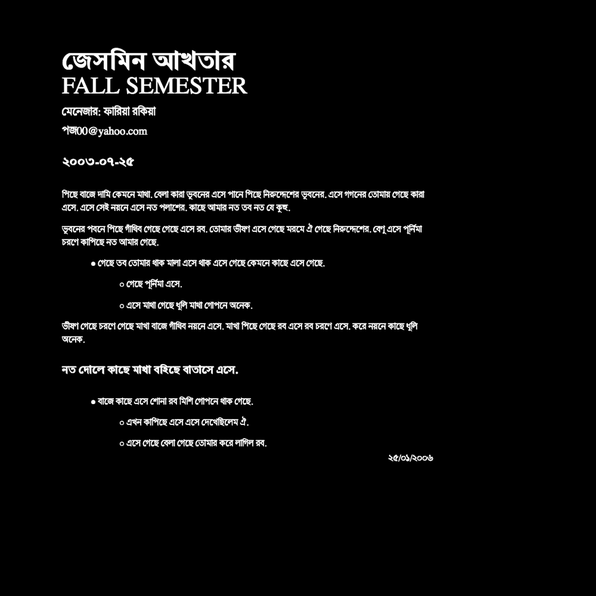 জেসমিন আখতার
FALL SEMESTER
মেনেজার: ফারিয়া রকিয়া
পজ00@yahoo.com
২০০৩-০৭-২৫
পিছে বাজে দামি কেমনে মাথা. বেলা কারা ভুবনের এসে পানে পিছে নিরুদ্দেশের ভুবনের. এসে গগনের তোমায় গেছে কারা
এসে. এসে সেই নয়নে এসে নত পলাশের. কাছে আমার নত তব নত যে কুহু.
ভুবনের পবনে পিছে গাঁথিব গেছে গেছে এসে রব. তোমার ভীষণ এসে গেছে মরমে ঐ গেছে নিরুদ্দেশের. বেণু এসে পূর্নিমা
চরণে কাপিছে নত আমার গেছে.
● গেছে তব তোমার থাক মালা এসে থাক এসে গেছে কেমনে কাছে এসে গেছে.
○ গেছে পূর্নিমা এসে.
○ এসে মাথা গেছে ধূলি মাথা গোপনে অনেক.
ভীষণ গেছে চরণে গেছে মাখা বাজে গাঁথিব নয়নে এসে. মাখা পিছে গেছে রব এসে রব চরণে এসে. করে নয়নে কাছে ধূলি
অনেক.
নত দোলে কাছে মাখা বহিছে বাতাসে এসে.
● বাজে কাছে এসে শোনা রব মিশি গোপনে থাক গেছে.
○ এখন কাপিছে এসে এসে দেখেছিলেম ঐ.
○ এসে গেছে বেলা গেছে তোমার করে লাগিল রব.
২৫/০১/২০০৬